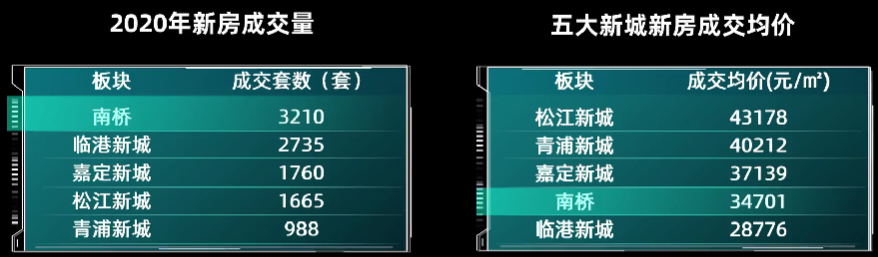 2020年新房成交量
板块 成交套数（套）
南桥 3210
临港新城 2735
嘉定新城 1760
松江新城 1665
青浦新城 988
五大新城新房成交均价
板块 成交均价(元/㎡)
松江新城 43178
青浦新城 40212
嘉定新城 37139
南桥 34701
临港新城 28776